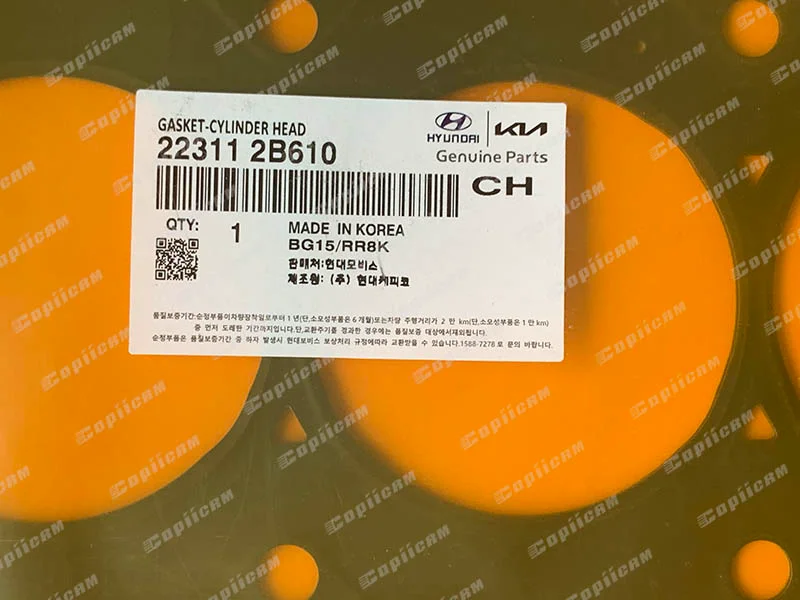 GASKET-CYLINDER HEAD
22311 2B610
HYUNDAI KIA
Genuine Parts
CH
QTY: 1
MADE IN KOREA
BG15/RR8K
판매처:현대모비스
제조원: (주) 현대케피코
품질보증기간:순정부품이차량장착일로부터 1년(단,소모성부품은 6개월)또는차량 주행거리가 2 만 km(단,소모성부품은 1만 km)
중 먼저 도래한 기간까지입니다.단,교환주기를 경과한 경우에는 품질보증 대상에서제외됩니다.
순정부품은 품질보증기간 중 하자 발생시 현대모비스 보상처리 규정에따라 교환받을 수 있습니다.1588-7278로 문의 바랍니다.
CopiiCAM